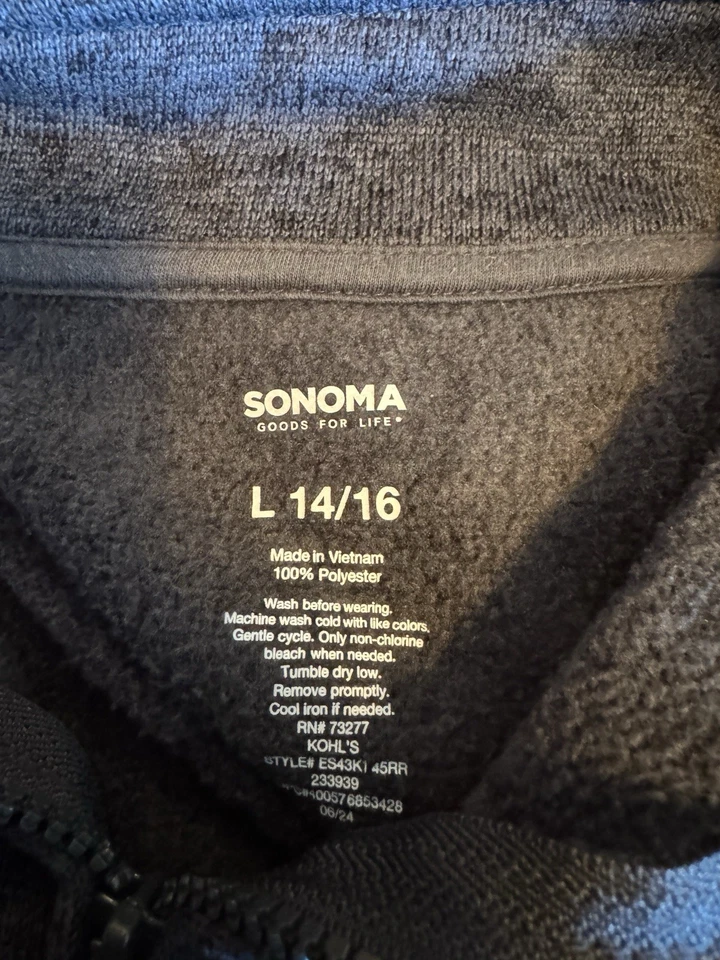 SONOMA
GOODS FOR LIFE®
L 14/16
Made in Vietnam
100% Polyester
Wash before wearing.
Machine wash cold with like colors.
Gentle cycle. Only non-chlorine
bleach when needed.
Tumble dry low.
Remove promptly.
Cool iron if needed.
RN# 73277
KOHL'S
STYLE#
233939
06/24